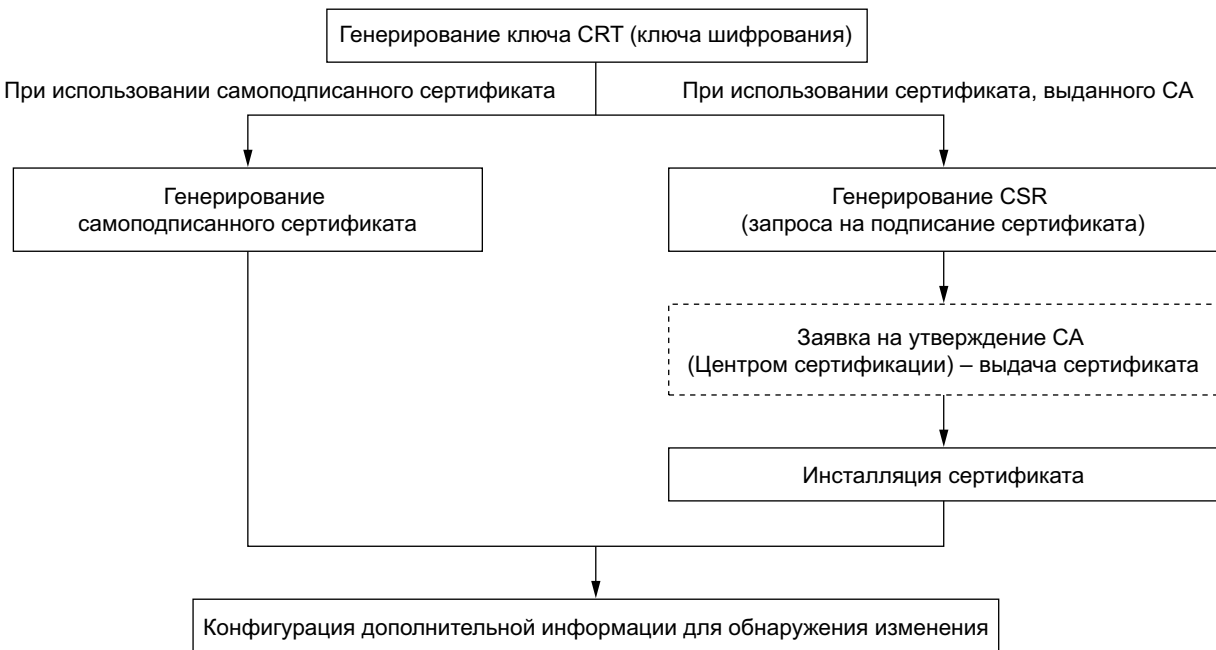 Генерирование ключа CRT (ключа шифрования)
При использовании самоподписанного сертификата
При использовании сертификата, выданного CA
Генерирование
самоподписанного сертификата
Генерирование CSR
(запроса на подписание сертификата)
Заявка на утверждение CA
(Центром сертификации) – выдача сертификата
Инсталляция сертификата
Конфигурация дополнительной информации для обнаружения изменения